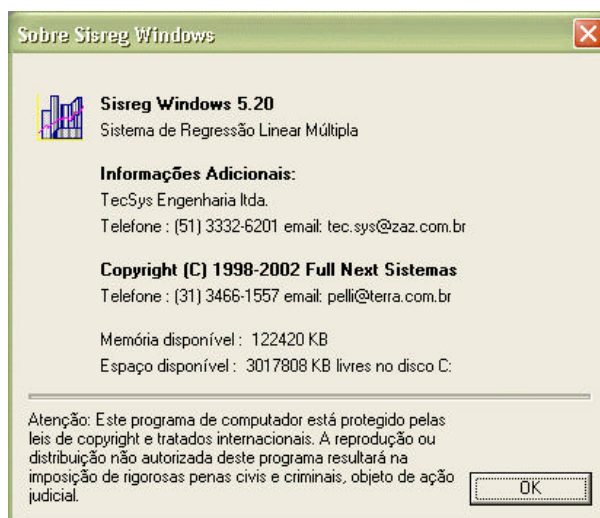 Sobre Sisreg Windows
Sisreg Windows 5.20
Sistema de Regressão Linear Múltipla
Informações Adicionais:
TecSys Engenharia ltda.
Telefone : (51) 3332-6201 email: tec.sys@zaz.com.br
Copyright (C) 1998-2002 Full Next Sistemas
Telefone : (31) 3466-1557 email: pelli@terra.com.br
Memória disponível : 122420 KB
Espaço disponível : 3017808 KB livres no disco C:
Atenção: Este programa de computador está protegido pelas
leis de copyright e tratados internacionais. A reprodução ou
distribuição não autorizada deste programa resultará na
imposição de rigorosas penas civis e criminais, objeto de ação
judicial.
OK